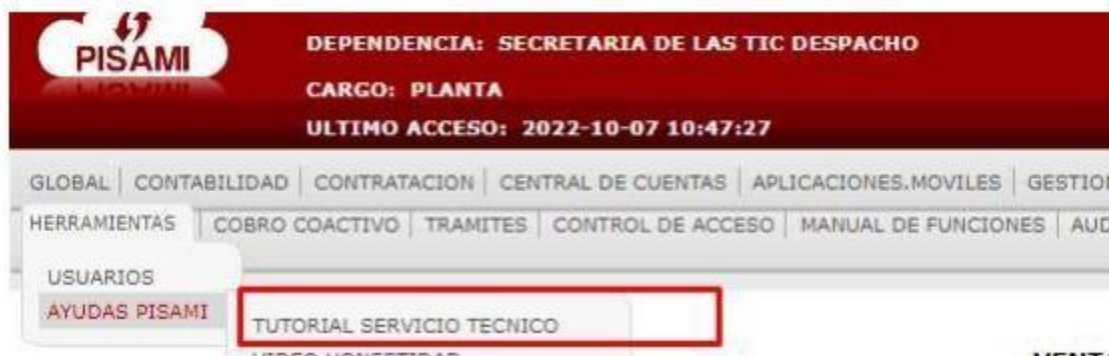 PISAMI
DEPENDENCIA: SECRETARIA DE LAS TIC DESPACHO
CARGO: PLANTA
ULTIMO ACCESO: 2022-10-07 10:47:27
GLOBAL | CONTABILIDAD | CONTRATACION | CENTRAL DE CUENTAS | APLICACIONES.MOVILES | GESTION
HERRAMIENTAS | COBRO COACTIVO | TRAMITES | CONTROL DE ACCESO | MANUAL DE FUNCIONES | AUD
USUARIOS
AYUDAS PISAMI
TUTORIAL SERVICIO TECNICO